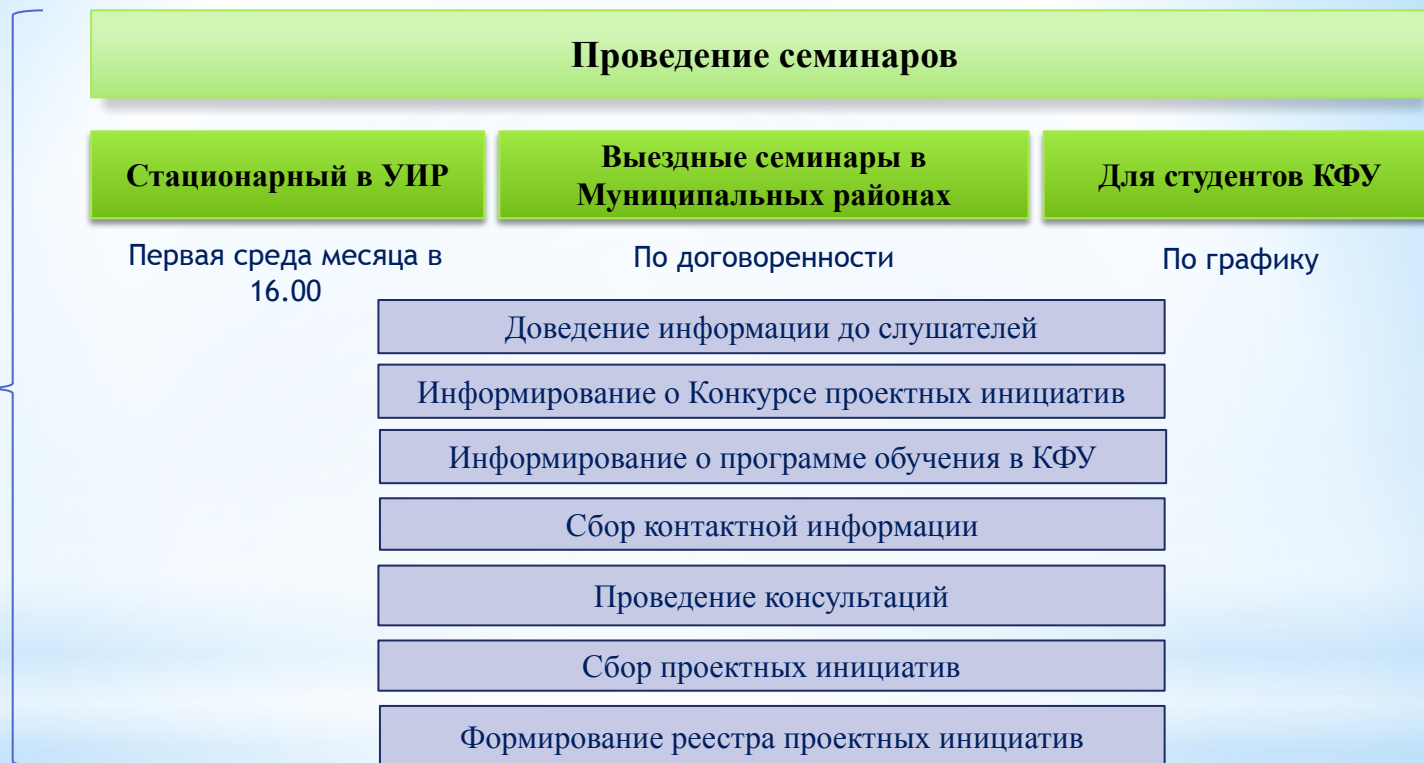 Проведение семинаров
Стационарный в УИР
Выездные семинары в
Муниципальных районах
Для студентов КФУ
Первая среда месяца в
16.00
По договоренности
По графику
Доведение информации до слушателей
Информирование о Конкурсе проектных инициатив
Информирование о программе обучения в КФУ
Сбор контактной информации
Проведение консультаций
Сбор проектных инициатив
Формирование реестра проектных инициатив